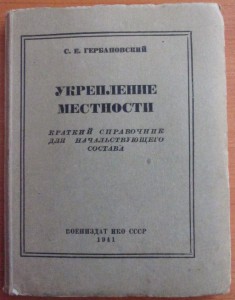 С. Е. ГЕРБАНОВСКИЙ
УКРЕПЛЕНИЕ
МЕСТНОСТИ
КРАТКИЙ СПРАВОЧНИК
ДЛЯ НАЧАЛЬСТВУЮЩЕГО
СОСТАВА
ВОЕНИЗДАТ НКО СССР
1941